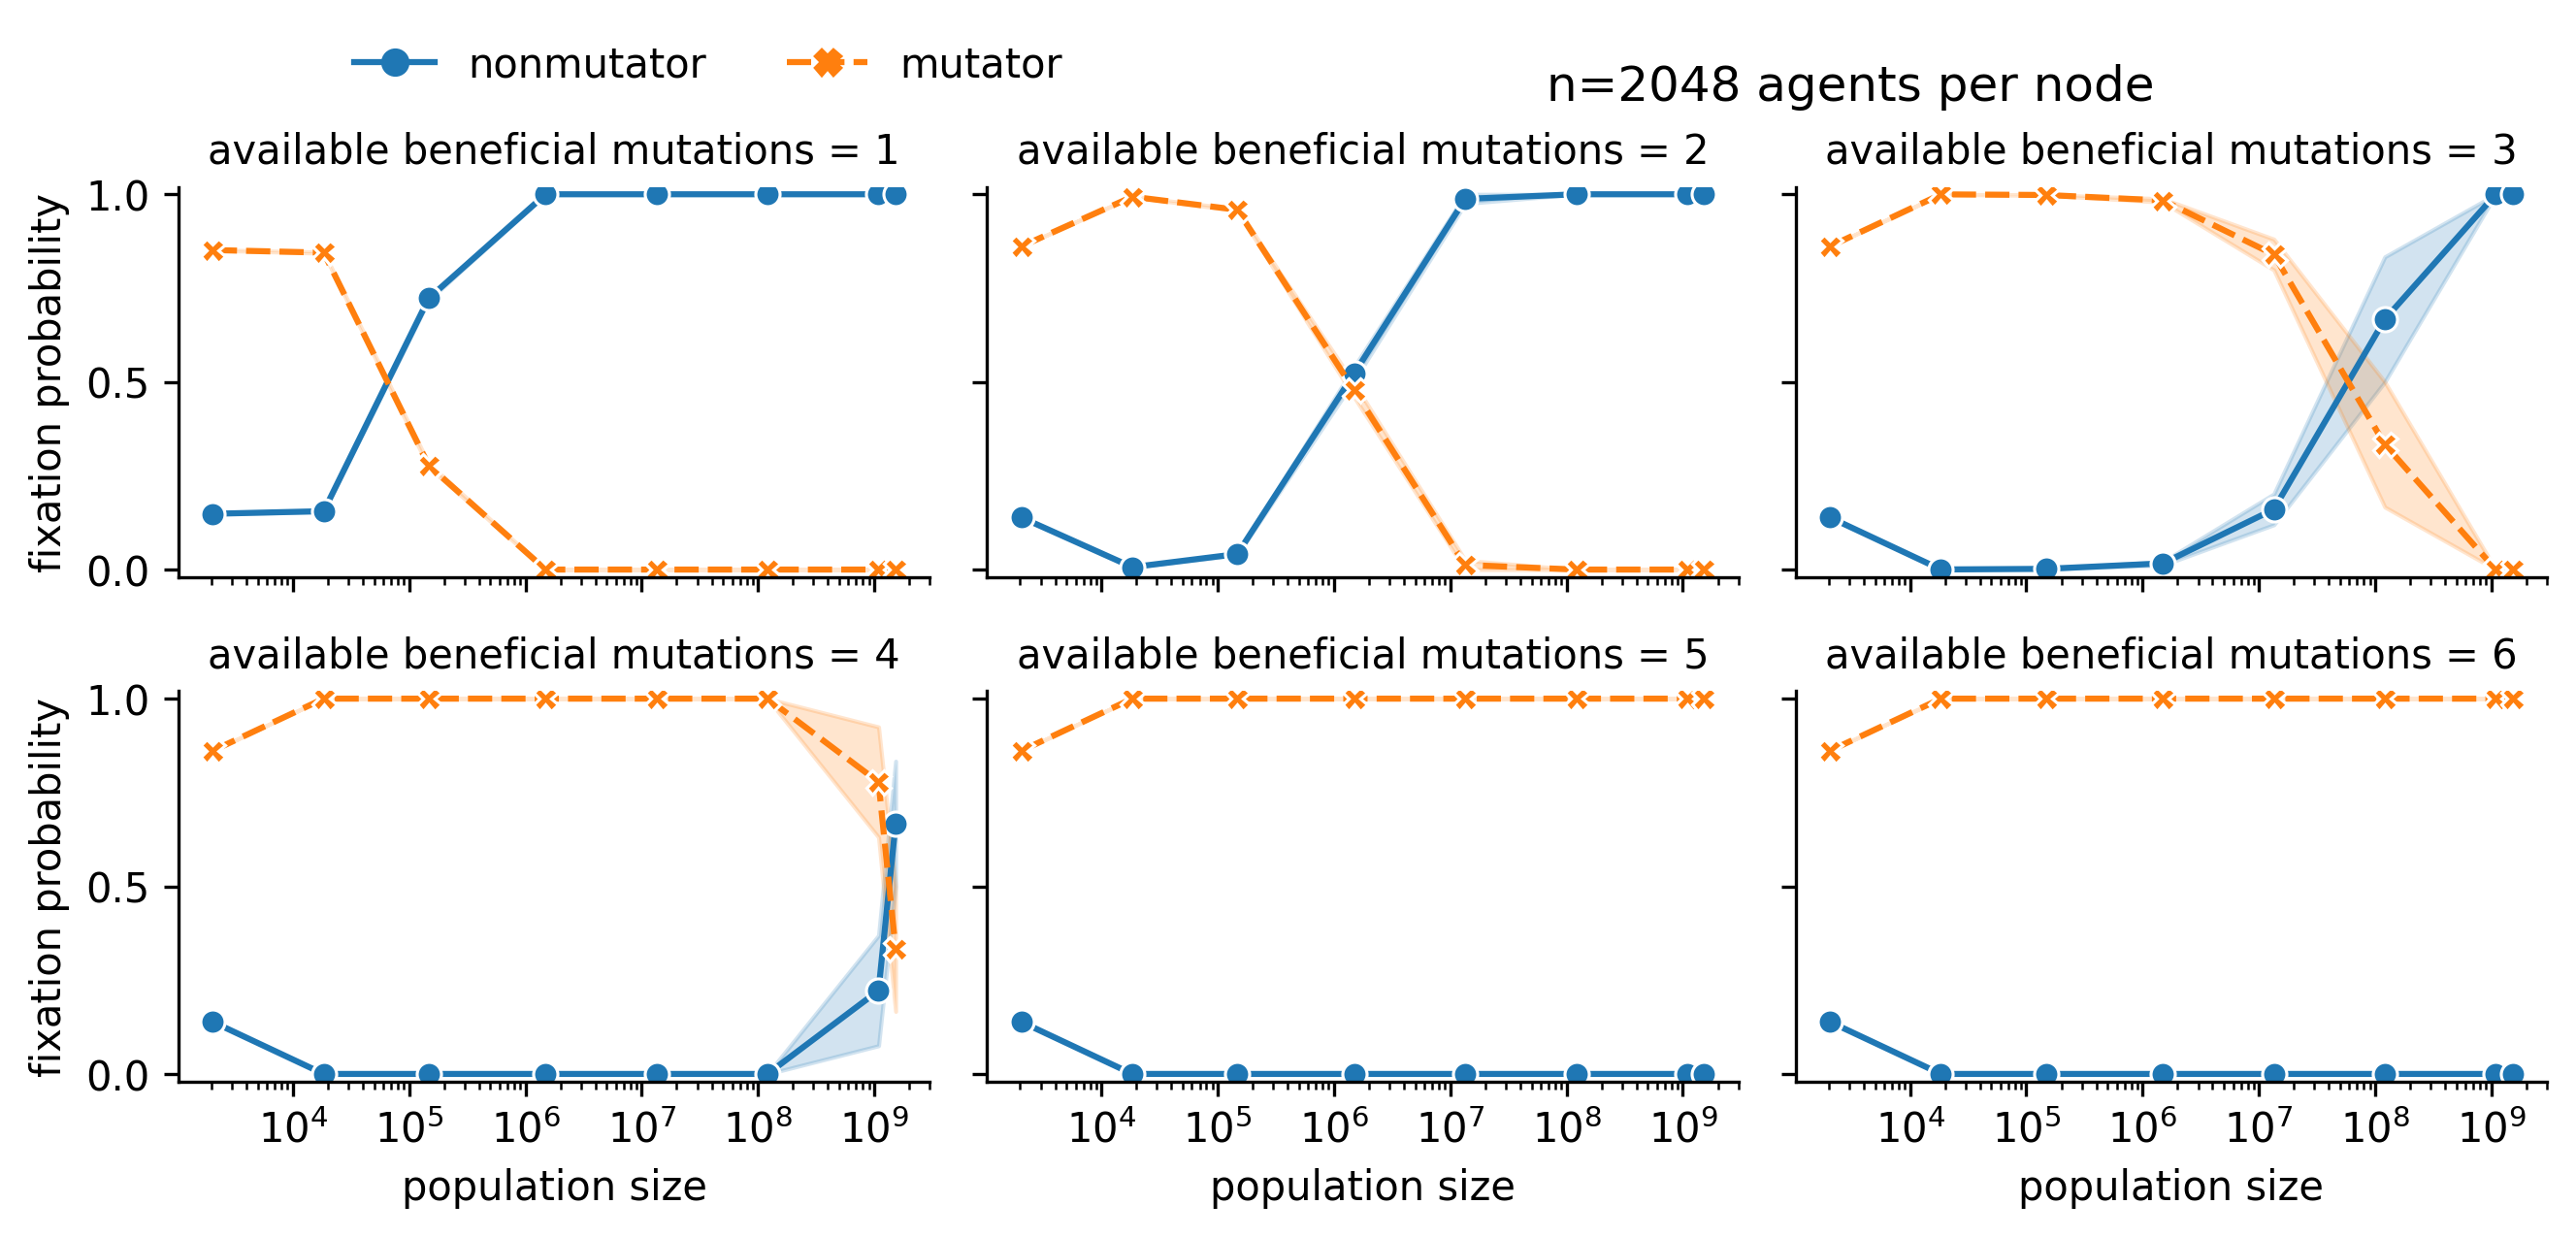 nonmutator mutator
n=2048 agents per node
available beneficial mutations = 1 available beneficial mutations = 2 available beneficial mutations = 3
fixation probability
1.0
0.5
0.0
available beneficial mutations = 4 available beneficial mutations = 5 available beneficial mutations = 6
fixation probability
1.0
0.5
0.0
10⁴ 10⁵ 10⁶ 10⁷ 10⁸ 10⁹ 10⁴ 10⁵ 10⁶ 10⁷ 10⁸ 10⁹ 10⁴ 10⁵ 10⁶ 10⁷ 10⁸ 10⁹
population size population size population size